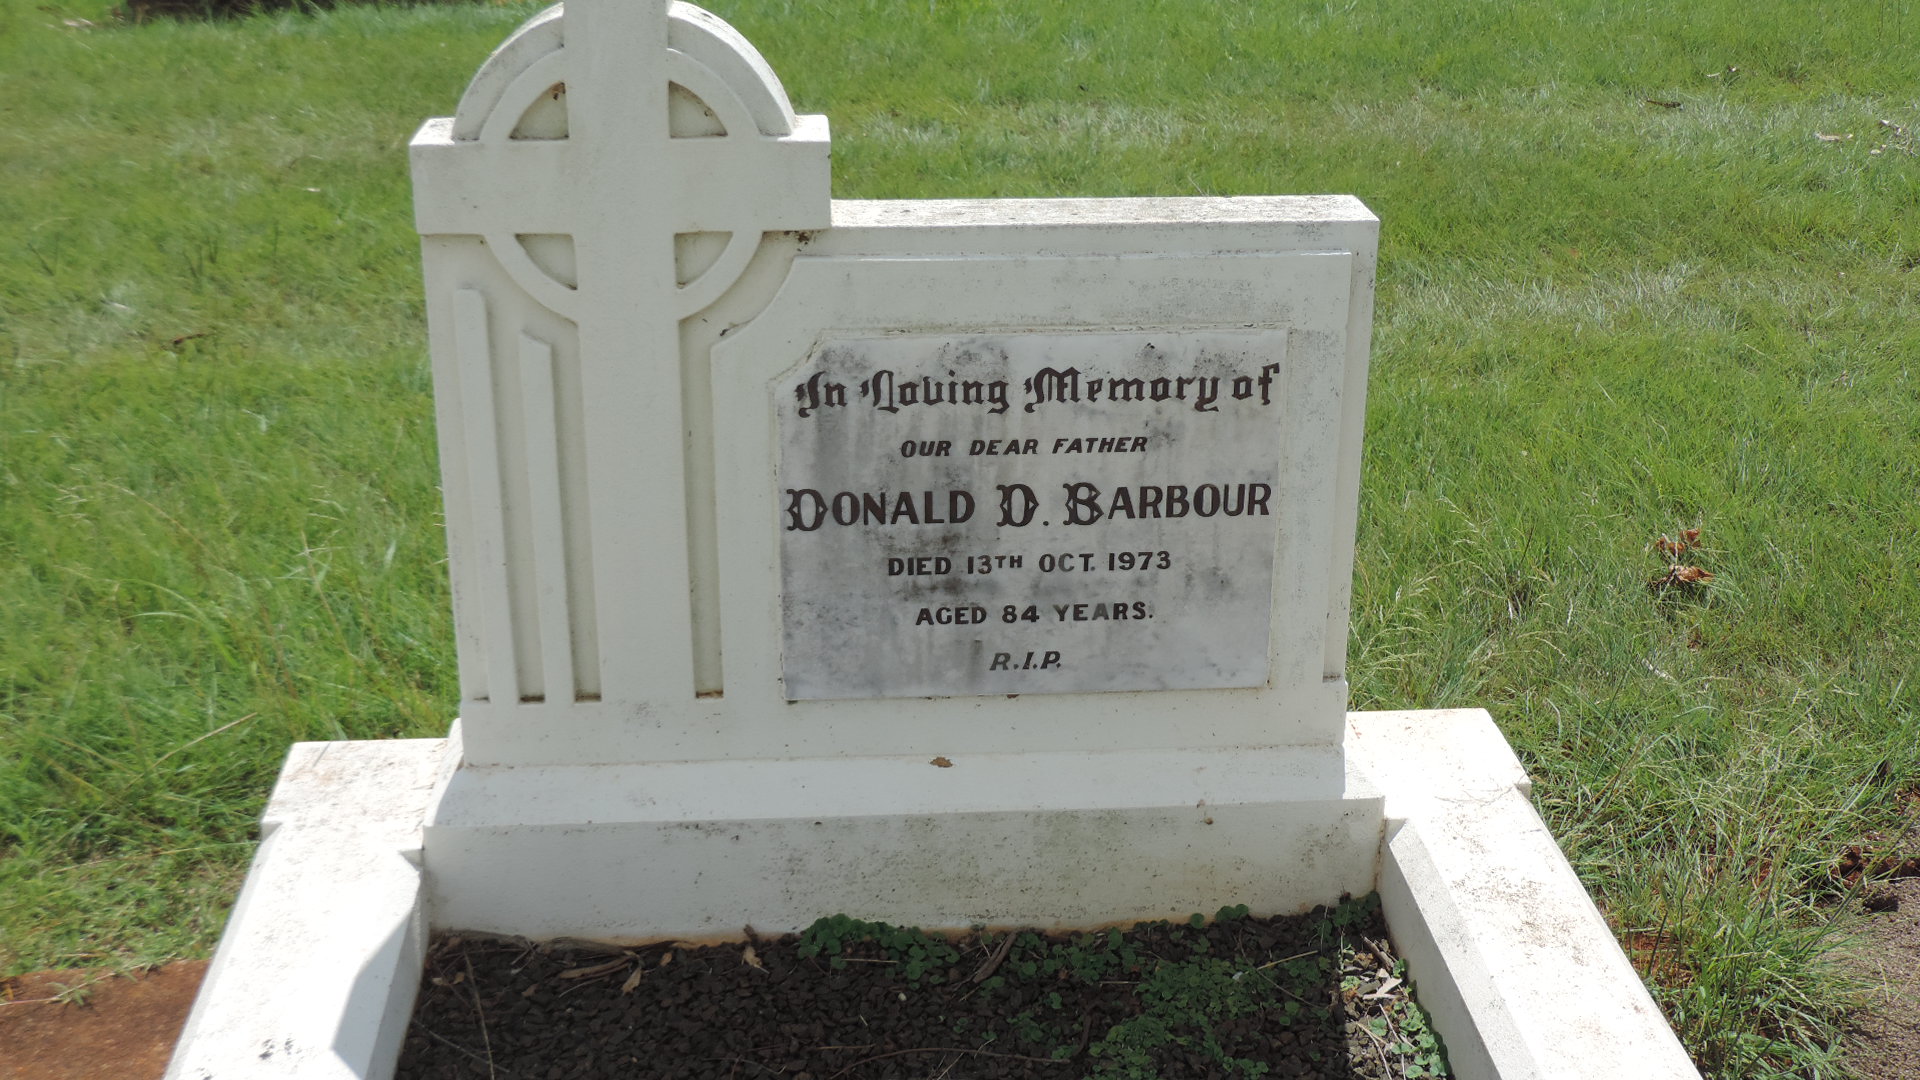 In Loving Memory of
OUR DEAR FATHER
DONALD D. BARBOUR
DIED 13TH OCT. 1973
AGED 84 YEARS.
R.I.P.